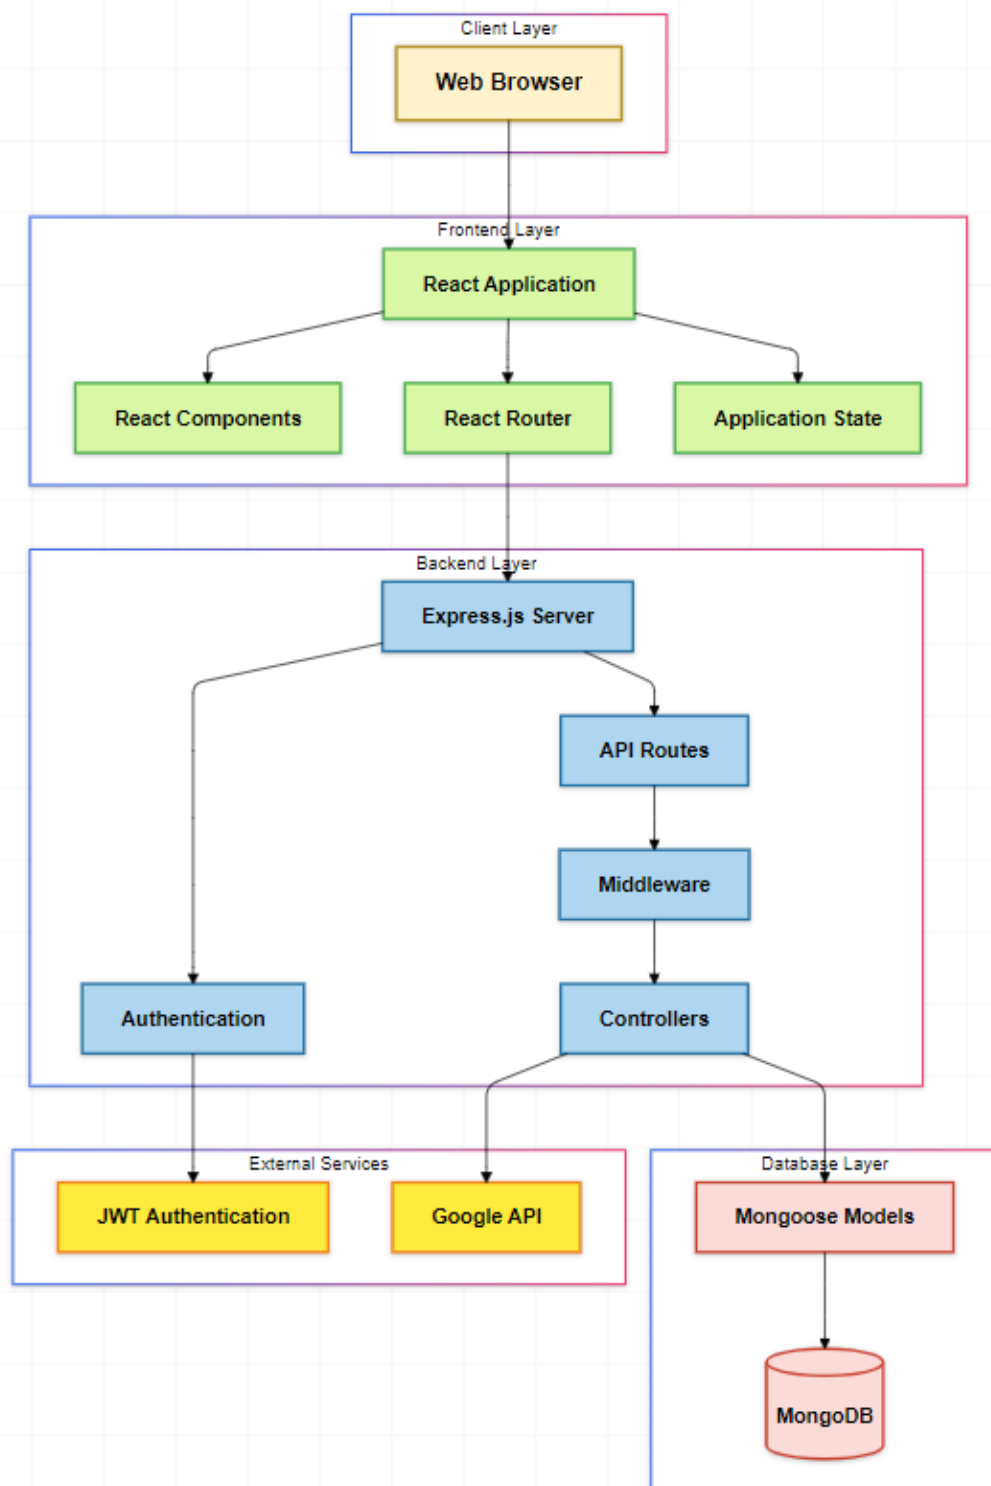 Client Layer
Web Browser
Frontend Layer
React Application
React Components
React Router
Application State
Backend Layer
Express.js Server
API Routes
Middleware
Authentication
Controllers
External Services
Database Layer
JWT Authentication
Google API
Mongoose Models
MongoDB